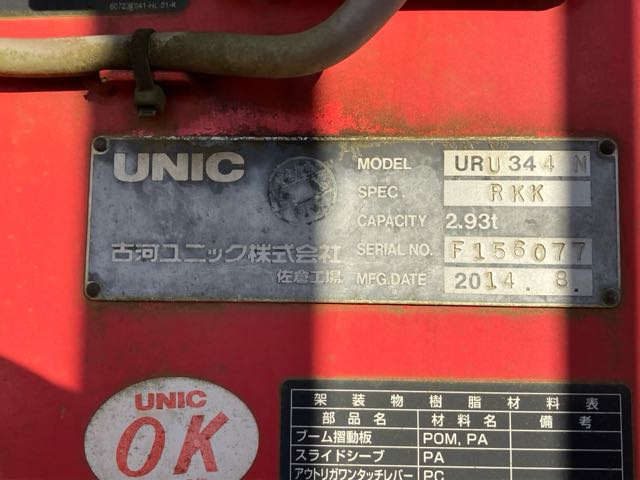 UNIC
MODEL URU344N
SPEC. RKK
CAPACITY 2.93t
古河ユニック株式会社 SERIAL NO. F156077
佐倉工場 MFG.DATE 2014.8.
UNIC
OK
架装物樹脂材料表
部品名 材料名 備考
ブーム摺動板 POM, PA
スライドシーブ PA
アウトリガワンタッチレバー PC